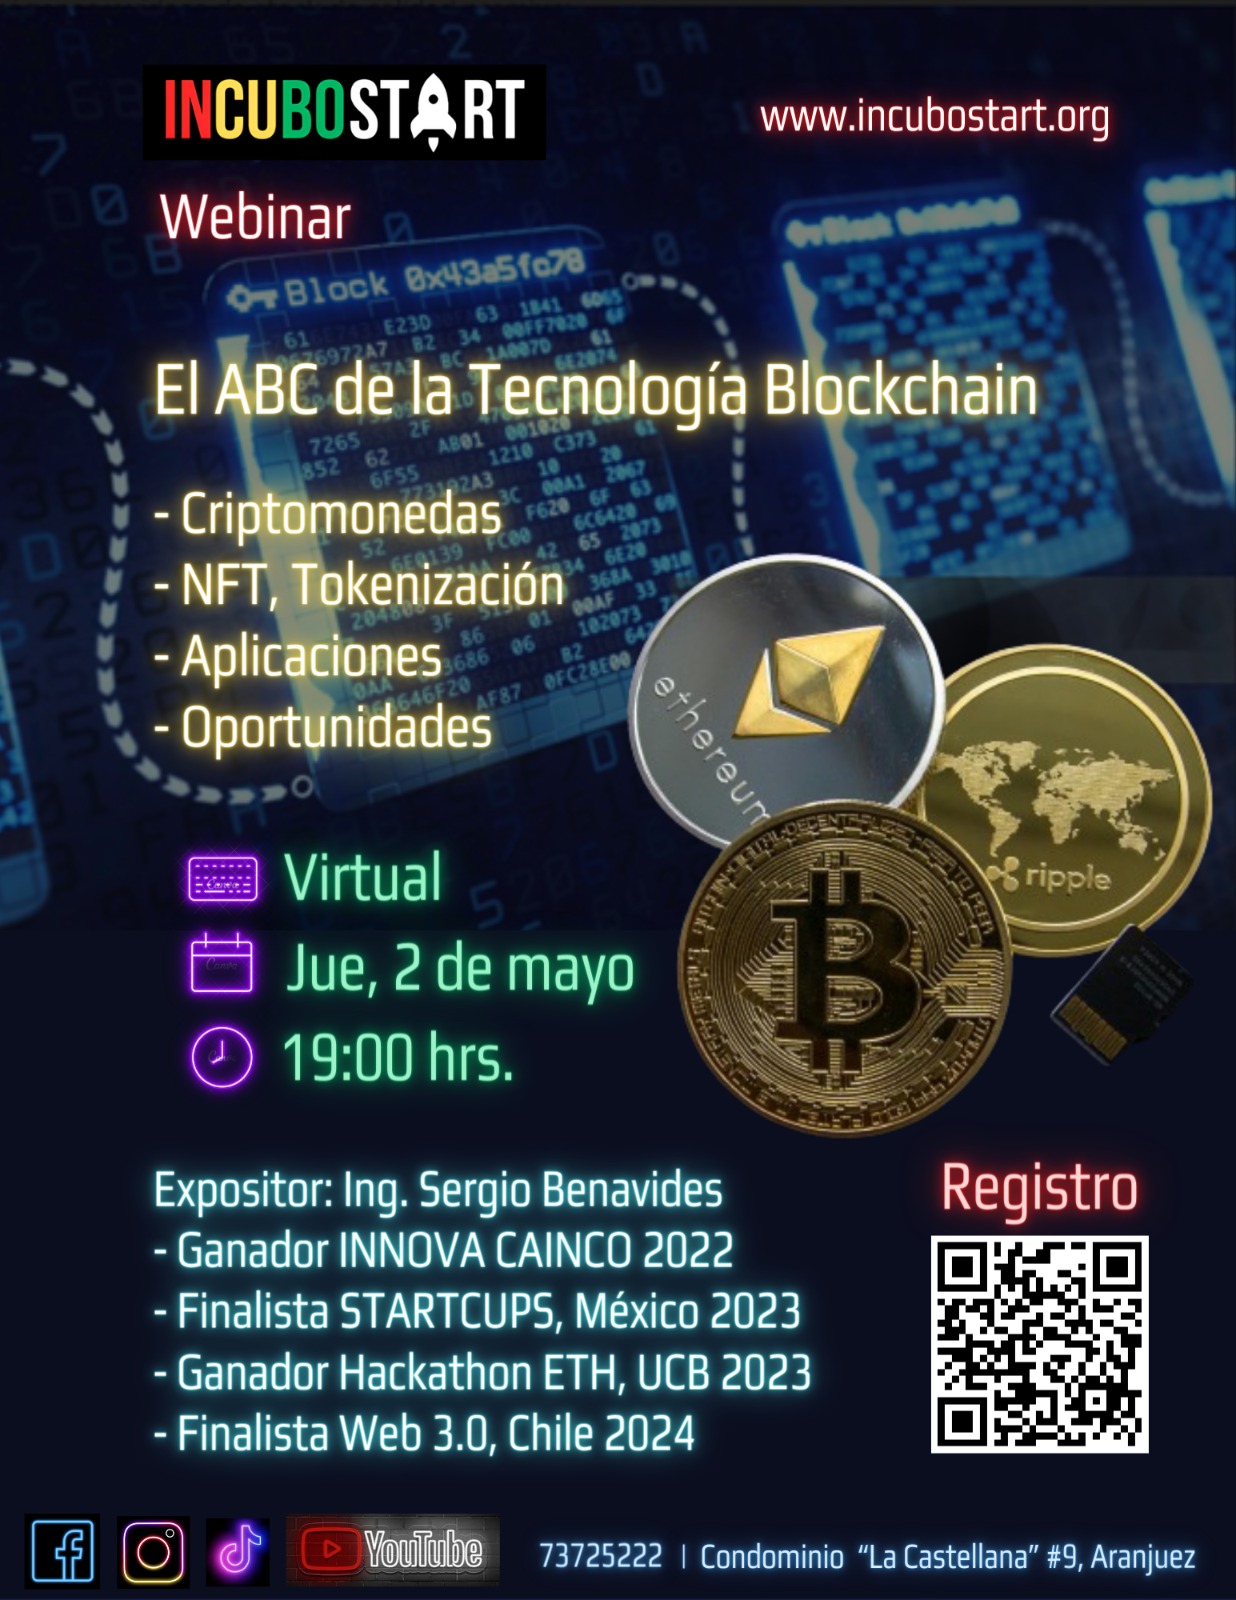 INCUBOSTART
www.incubostart.org
Webinar
Block 0x43a5fc78
El ABC de la Tecnología Blockchain
- Criptomonedas
- NFT, Tokenización
- Aplicaciones
- Oportunidades
ethereum
ripple
Virtual
Jue, 2 de mayo
19:00 hrs.
Expositor: Ing. Sergio Benavides
- Ganador INNOVA CAINCO 2022
- Finalista STARTCUPS, México 2023
- Ganador Hackathon ETH, UCB 2023
- Finalista Web 3.0, Chile 2024
Registro
YouTube
73725222 | Condominio “La Castellana” #9, Aranjuez